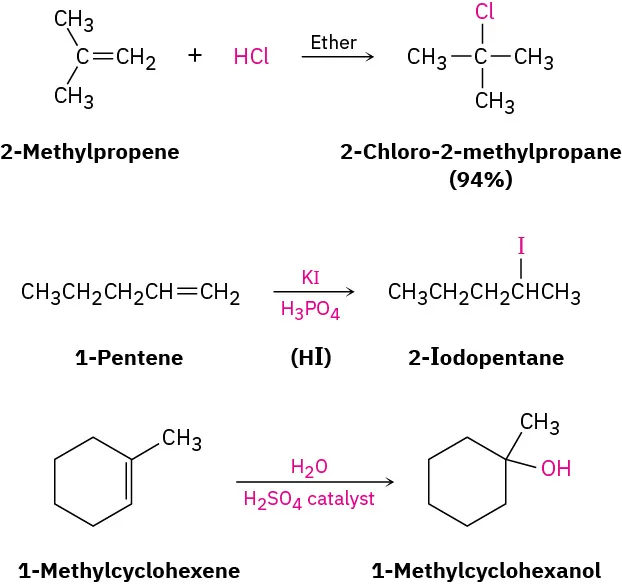 CH₃ Cl
C=CH₂ + HCl Ether CH₃—C—CH₃
CH₃ CH₃
2-Methylpropene 2-Chloro-2-methylpropane
(94%)
I
CH₃CH₂CH₂CH=CH₂ KI CH₃CH₂CH₂CHCH₃
H₃PO₄
1-Pentene (HI) 2-Iodopentane
CH₃ CH₃
H₂O OH
H₂SO₄ catalyst
1-Methylcyclohexene 1-Methylcyclohexanol